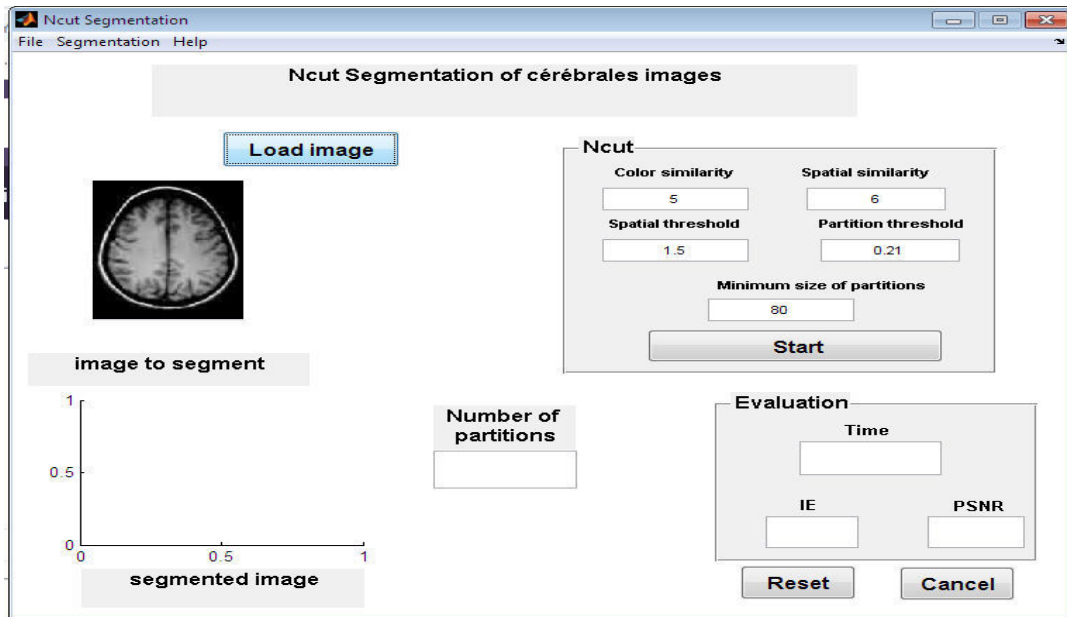 Ncut Segmentation
File Segmentation Help
Ncut Segmentation of cérébrales images
Load image
image to segment
Ncut
Color similarity Spatial similarity
5 6
Spatial threshold Partition threshold
1.5 0.21
Minimum size of partitions
80
Start
1
0.5
0
0 0.5 1
segmented image
Number of
partitions
Evaluation
Time
IE PSNR
Reset Cancel